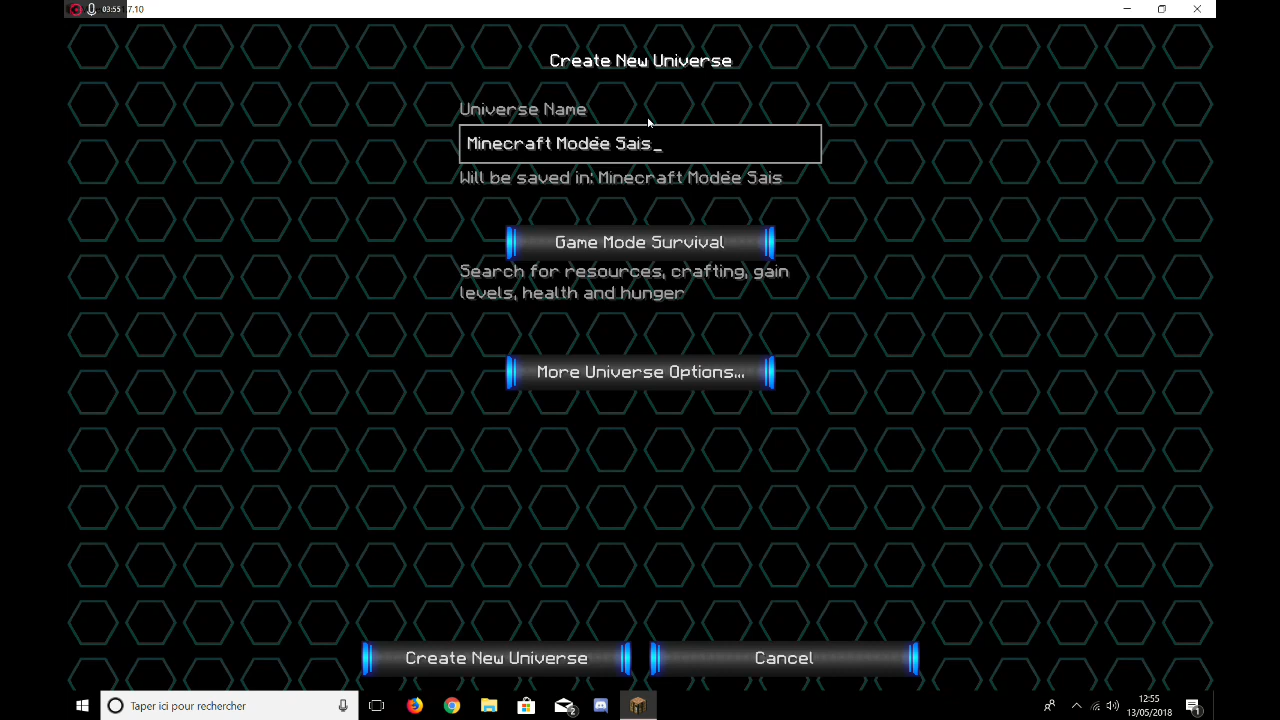 03:55 7.10
Create New Universe
Universe Name
Minecraft Modée Sais_
Will be saved in: Minecraft Modée Sais
Game Mode Survival
Search for resources, crafting, gain
levels, health and hunger
More Universe Options...
Create New Universe
Cancel
Taper ici pour rechercher
2
12:55
13/05/2018
1